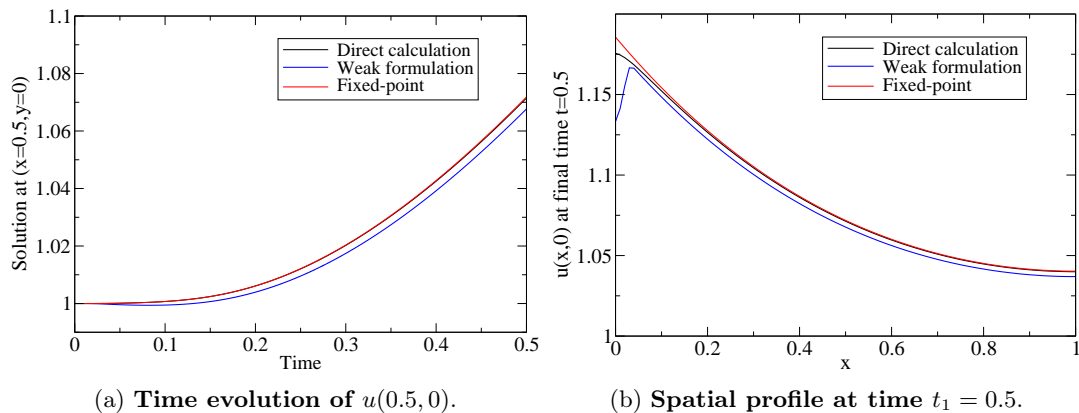 1.1
1.08
1.06
1.04
1.02
1
Solution at (x=0.5,y=0)
Direct calculation
Weak formulation
Fixed-point
0
0.1
0.2
0.3
0.4
0.5
Time
(a) Time evolution of u(0.5, 0).
1.15
1.1
1.05
1
u(x,0) at final time t=0.5
Direct calculation
Weak formulation
Fixed-point
0
0.2
0.4
0.6
0.8
1
x
(b) Spatial profile at time t₁ = 0.5.